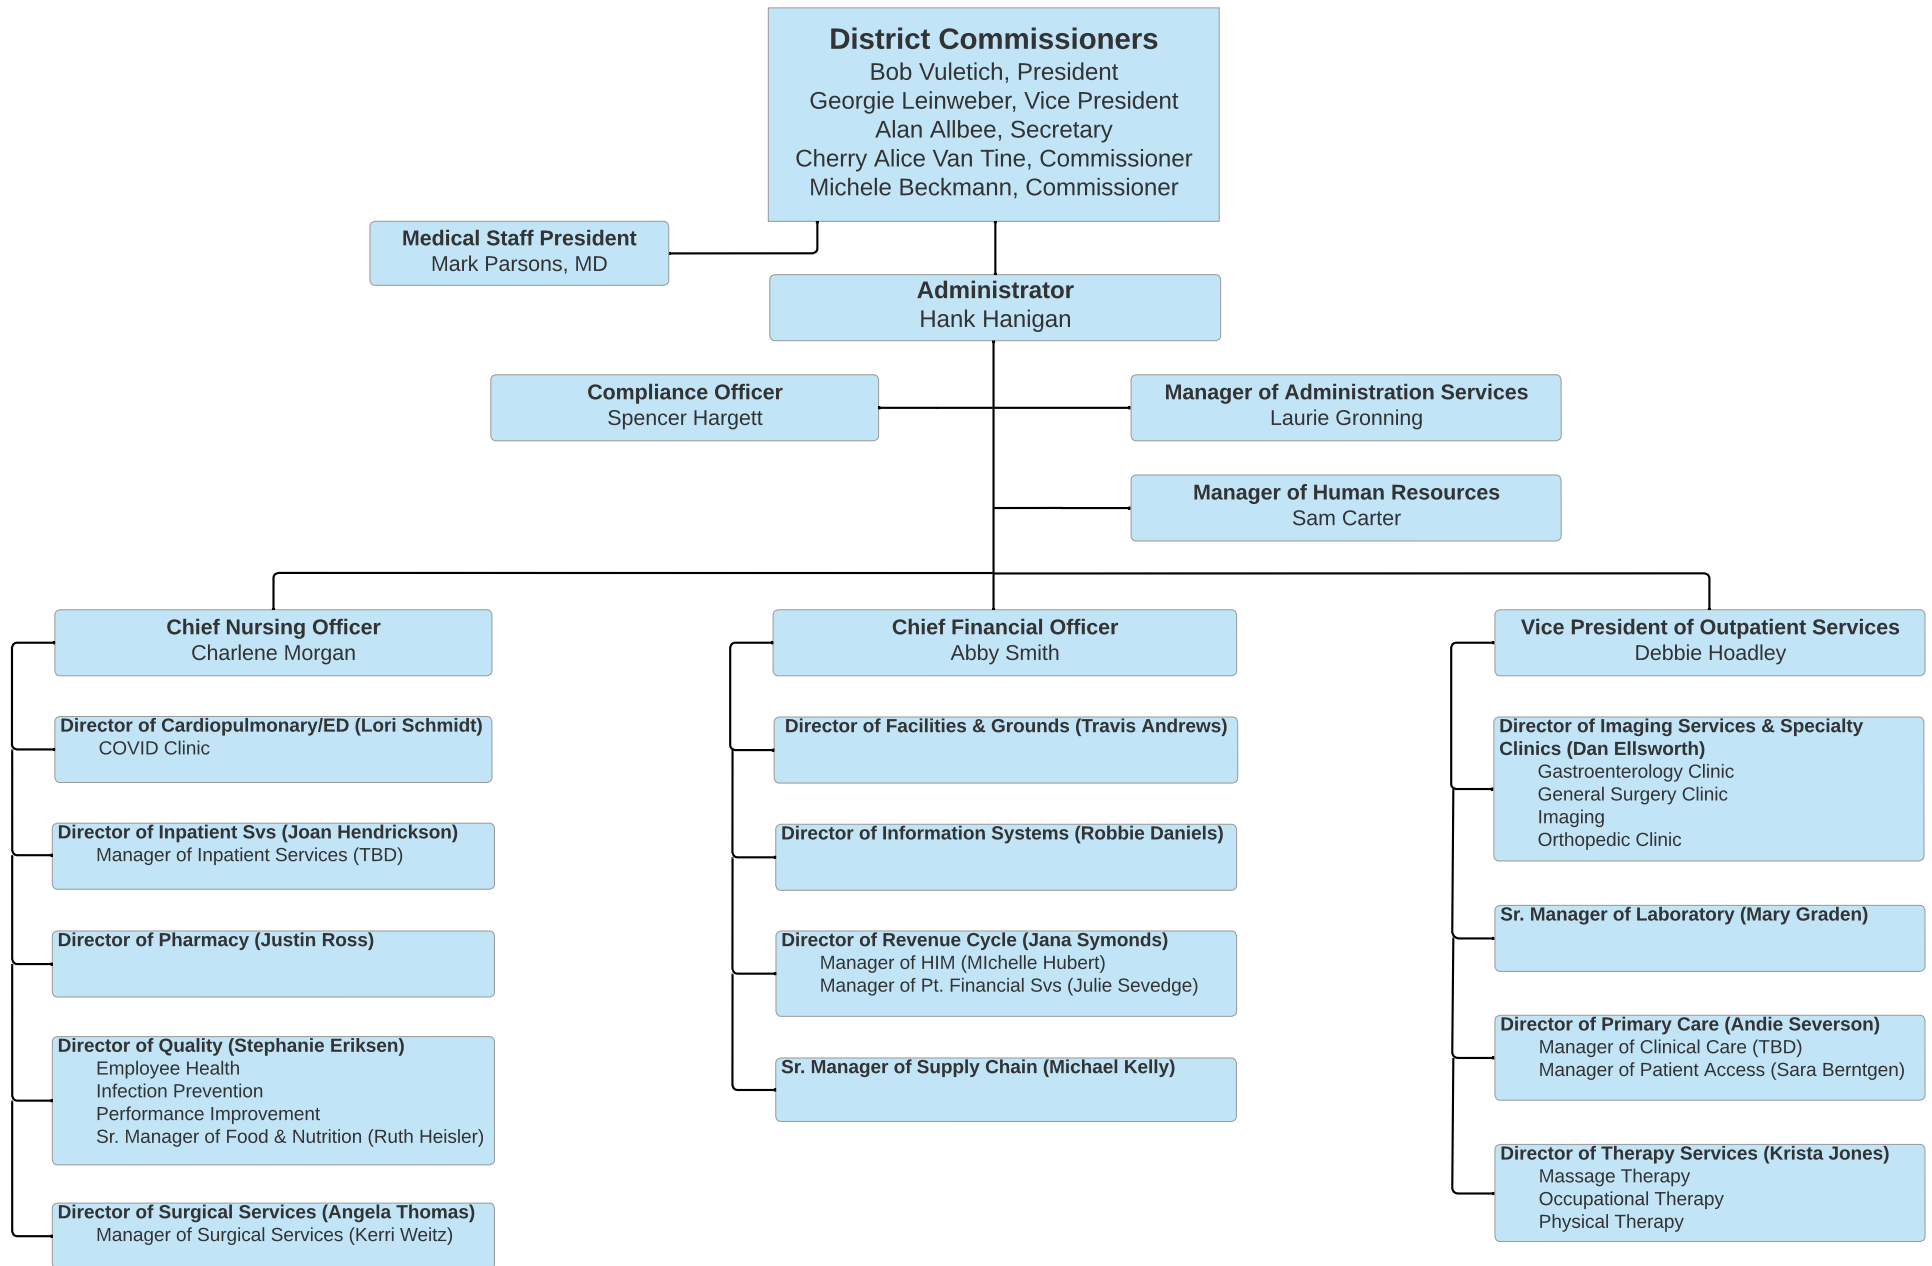 District Commissioners
Bob Vuletich, President
Georgie Leinweber, Vice President
Alan Allbee, Secretary
Cherry Alice Van Tine, Commissioner
Michele Beckmann, Commissioner
Medical Staff President
Mark Parsons, MD
Administrator
Hank Hanigan
Compliance Officer
Spencer Hargett
Manager of Administration Services
Laurie Gronning
Manager of Human Resources
Sam Carter
Chief Nursing Officer
Charlene Morgan
Director of Cardiopulmonary/ED (Lori Schmidt)
COVID Clinic
Director of Inpatient Svs (Joan Hendrickson)
Manager of Inpatient Services (TBD)
Director of Pharmacy (Justin Ross)
Director of Quality (Stephanie Eriksen)
Employee Health
Infection Prevention
Performance Improvement
Sr. Manager of Food & Nutrition (Ruth Heisler)
Director of Surgical Services (Angela Thomas)
Manager of Surgical Services (Kerri Weitz)
Chief Financial Officer
Abby Smith
Director of Facilities & Grounds (Travis Andrews)
Director of Information Systems (Robbie Daniels)
Director of Revenue Cycle (Jana Symonds)
Manager of HIM (MIchelle Hubert)
Manager of Pt. Financial Svs (Julie Sevedge)
Sr. Manager of Supply Chain (Michael Kelly)
Vice President of Outpatient Services
Debbie Hoadley
Director of Imaging Services & Specialty
Clinics (Dan Ellsworth)
Gastroenterology Clinic
General Surgery Clinic
Imaging
Orthopedic Clinic
Sr. Manager of Laboratory (Mary Graden)
Director of Primary Care (Andie Severson)
Manager of Clinical Care (TBD)
Manager of Patient Access (Sara Berntgen)
Director of Therapy Services (Krista Jones)
Massage Therapy
Occupational Therapy
Physical Therapy